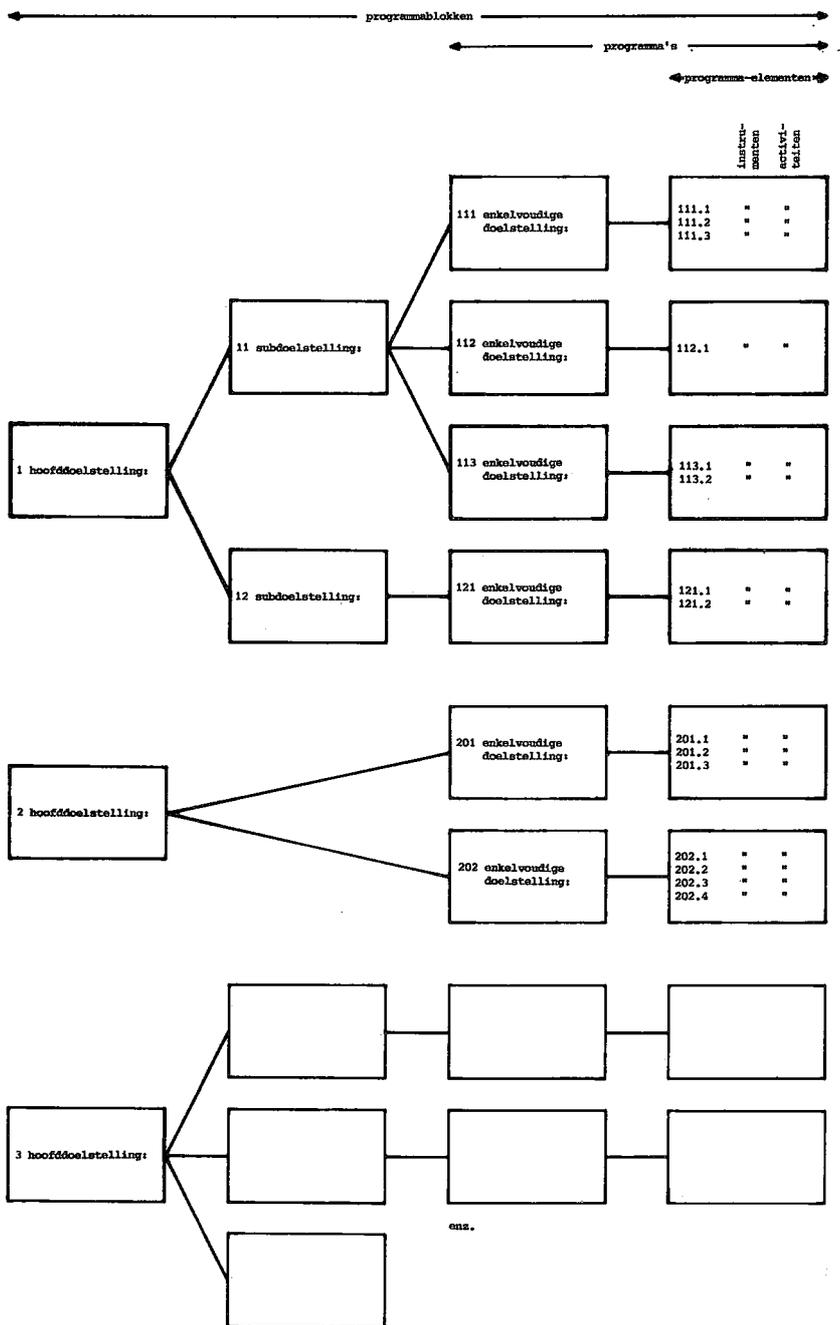 programmablokken
programma's
programma-elementen
instru-
menten
activi-
teiten
111 enkelvoudige
doelstelling:
111.1 " "
111.2 " "
111.3 " "
11 subdoelstelling:
112 enkelvoudige
doelstelling:
112.1 " "
1 hoofddoelstelling:
113 enkelvoudige
doelstelling:
113.1 " "
113.2 " "
12 subdoelstelling:
121 enkelvoudige
doelstelling:
121.1 " "
121.2 " "
201 enkelvoudige
doelstelling:
201.1 " "
201.2 " "
201.3 " "
2 hoofddoelstelling:
202 enkelvoudige
doelstelling:
202.1 " "
202.2 " "
202.3 " "
202.4 " "
3 hoofddoelstelling:
enz.